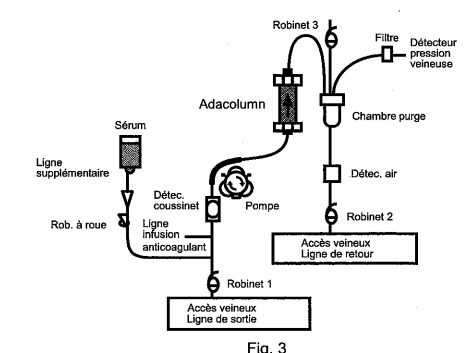 Robinet 3
Filtre
Détecteur
pression
veineuse
Adacolumn
Chambre purge
Sérum
Ligne
supplémentaire
Détec.
coussinet
Pompe
Détec. air
Rob. à roue
Ligne
infusion
anticoagulant
Robinet 2
Accès veineux
Ligne de retour
Robinet 1
Accès veineux
Ligne de sortie
Fig. 3